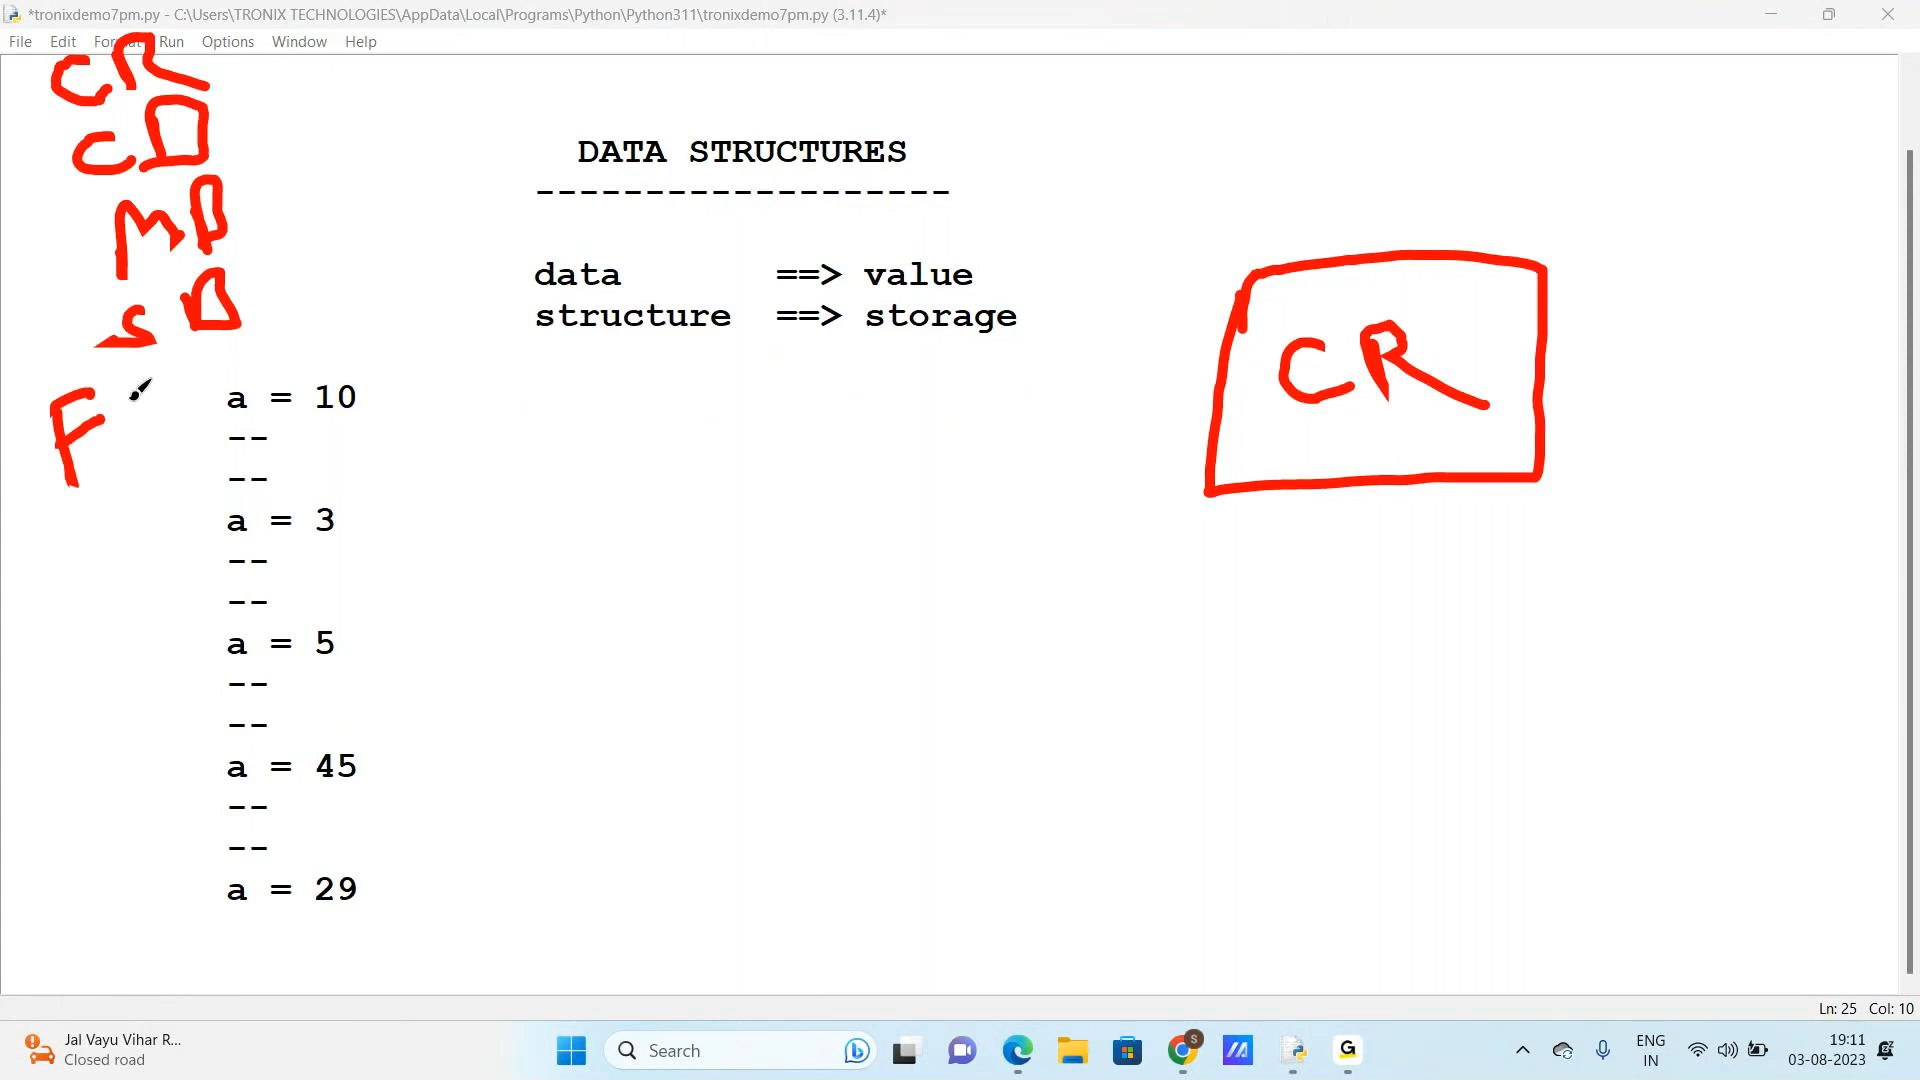 *tronixdemo7pm.py - C:\Users\TRONIX TECHNOLOGIES\AppData\Local\Programs\Python\Python311\tronixdemo7pm.py (3.11.4)*
File Edit Format Run Options Window Help
CR
CD
MP
S D
F
DATA STRUCTURES
-------------------
data ==> value
structure ==> storage
CR
a = 10
--
--
a = 3
--
--
a = 5
--
--
a = 45
--
--
a = 29
Ln: 25 Col: 10
Jal Vayu Vihar R...
Closed road
Search
S
G
ENG
IN
19:11
03-08-2023